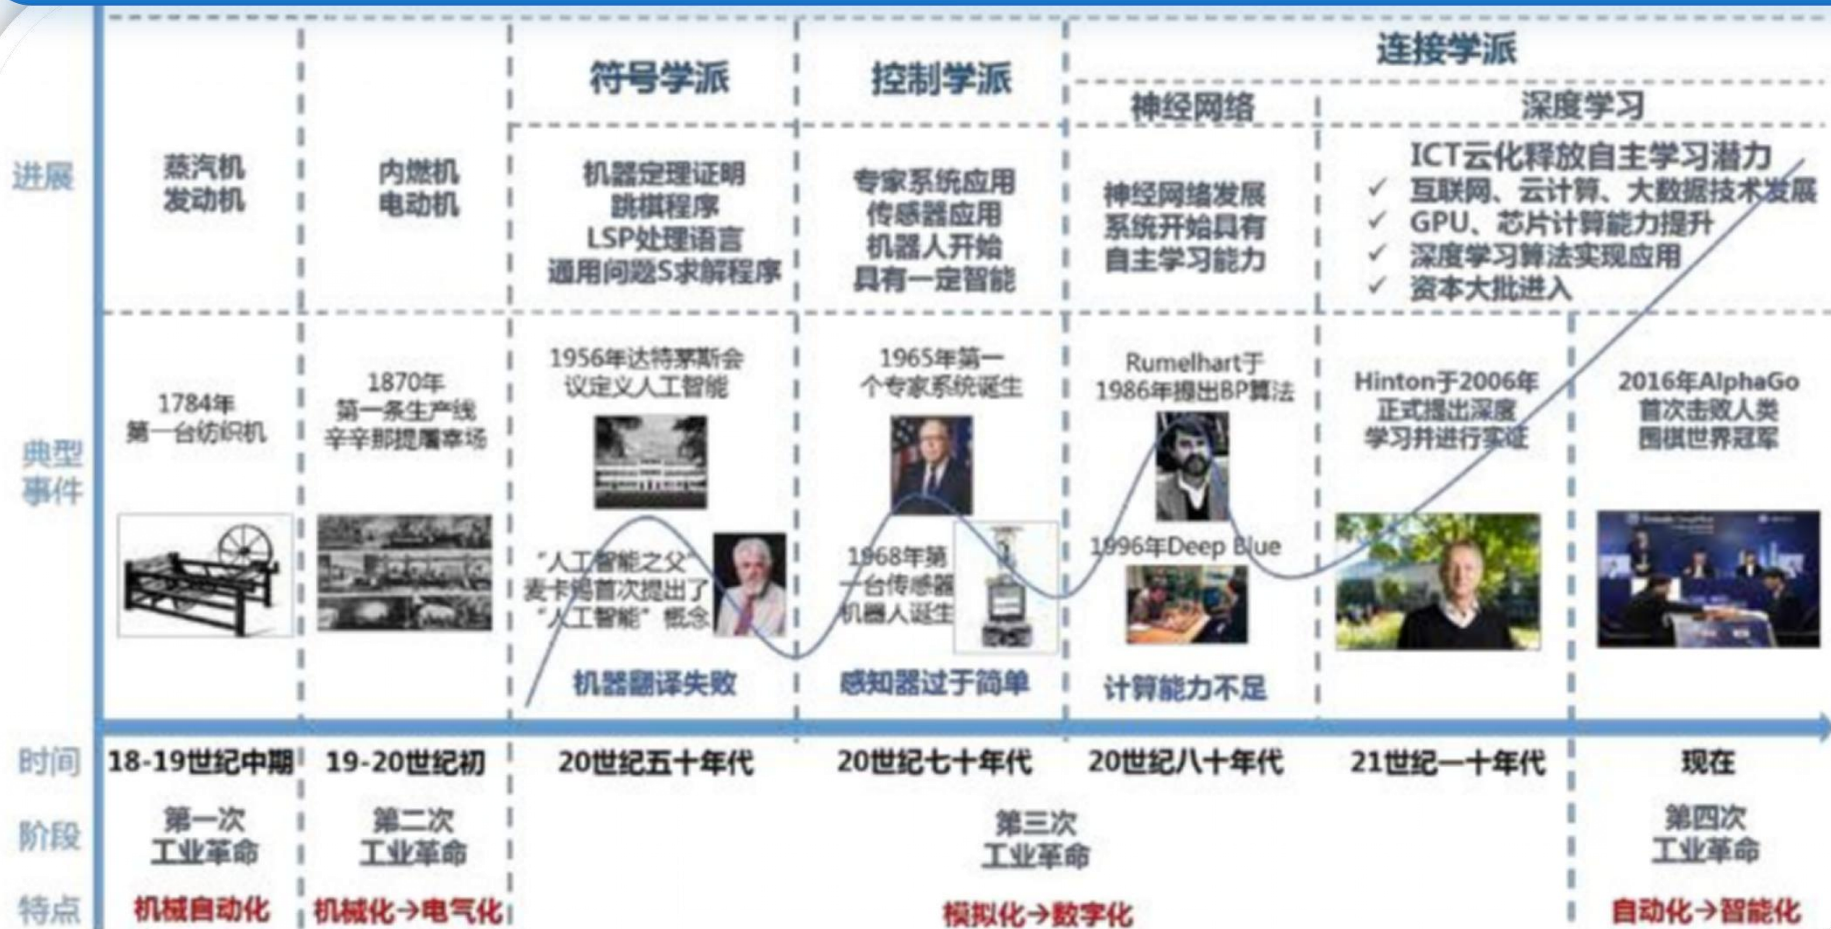 进展
蒸汽机
发动机
内燃机
电动机
符号学派
机器定理证明
跳棋程序
LSP处理语言
通用问题S求解程序
控制学派
专家系统应用
传感器应用
机器人开始
具有一定智能
连接学派
神经网络
神经网络发展
系统开始具有
自主学习能力
深度学习
ICT云化释放自主学习潜力
✓ 互联网、云计算、大数据技术发展
✓ GPU、芯片计算能力提升
✓ 深度学习算法实现应用
✓ 资本大批进入
典型
事件
1784年
第一台纺织机
1870年
第一条生产线
辛辛那提屠宰场
1956年达特茅斯会
议定义人工智能
“人工智能之父”
麦卡锡首次提出了
“人工智能”概念
机器翻译失败
1965年第一
个专家系统诞生
1968年第
一台传感器
机器人诞生
感知器过于简单
Rumelhart于
1986年提出BP算法
1996年Deep Blue
计算能力不足
Hinton于2006年
正式提出深度
学习并进行实证
2016年AlphaGo
首次击败人类
围棋世界冠军
时间
18-19世纪中期
19-20世纪初
20世纪五十年代
20世纪七十年代
20世纪八十年代
21世纪一十年代
现在
阶段
第一次
工业革命
第二次
工业革命
第三次
工业革命
第四次
工业革命
特点
机械自动化
机械化→电气化
模拟化→数字化
自动化→智能化